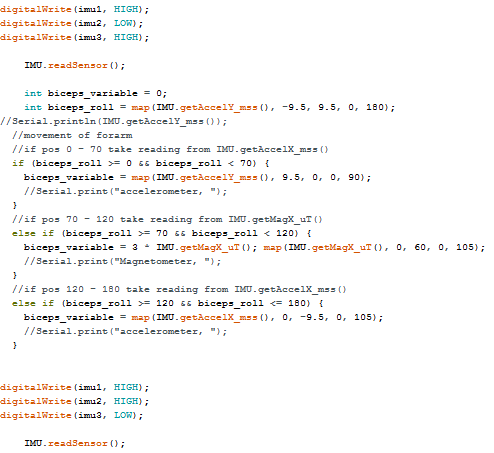 digitalWrite(imu1, HIGH);
digitalWrite(imu2, LOW);
digitalWrite(imu3, HIGH);
IMU.readSensor();
int biceps_variable = 0;
int biceps_roll = map(IMU.getAccelY_mss(), -9.5, 9.5, 0, 180);
//Serial.println(IMU.getAccelY_mss());
//movement of forarm
//if pos 0 - 70 take reading from IMU.getAccelX_mss()
if (biceps_roll >= 0 && biceps_roll < 70) {
biceps_variable = map(IMU.getAccelY_mss(), 9.5, 0, 0, 90);
//Serial.print("accelerometer, ");
}
//if pos 70 - 120 take reading from IMU.getMagX_uT()
else if (biceps_roll >= 70 && biceps_roll < 120) {
biceps_variable = 3 * IMU.getMagX_uT(); map(IMU.getMagX_uT(), 0, 60, 0, 105);
//Serial.print("Magnetometer, ");
}
//if pos 120 - 180 take reading from IMU.getAccelX_mss()
else if (biceps_roll >= 120 && biceps_roll <= 180) {
biceps_variable = map(IMU.getAccelX_mss(), 0, -9.5, 0, 105);
//Serial.print("accelerometer, ");
}
digitalWrite(imu1, HIGH);
digitalWrite(imu2, HIGH);
digitalWrite(imu3, LOW);
IMU.readSensor();